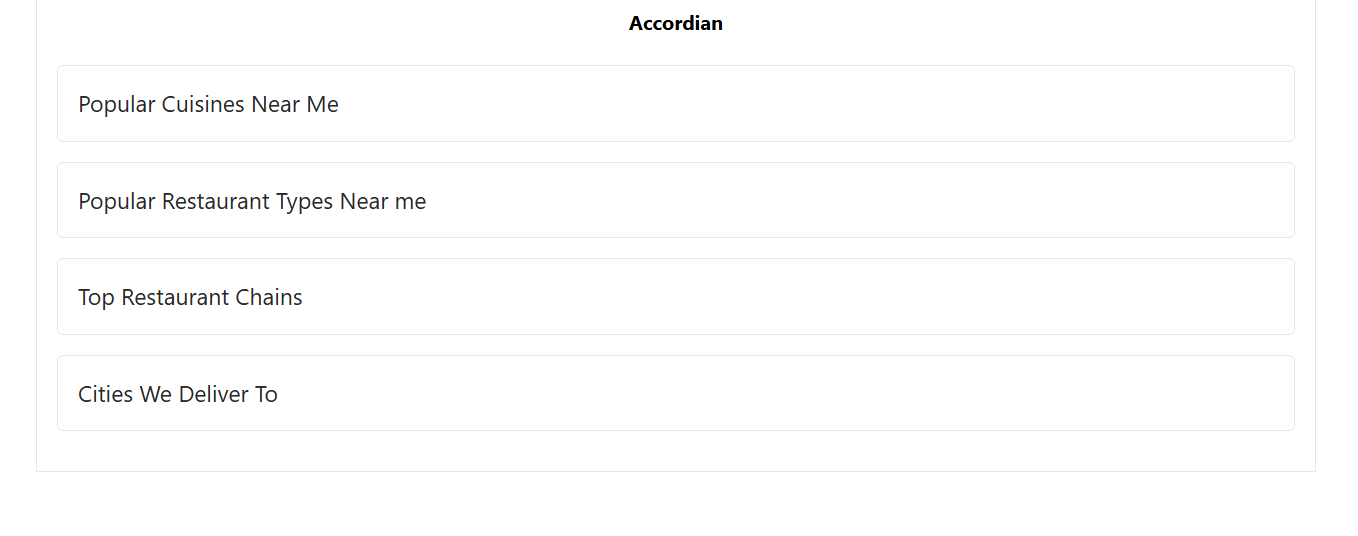 Accordian
Popular Cuisines Near Me
Popular Restaurant Types Near me
Top Restaurant Chains
Cities We Deliver To